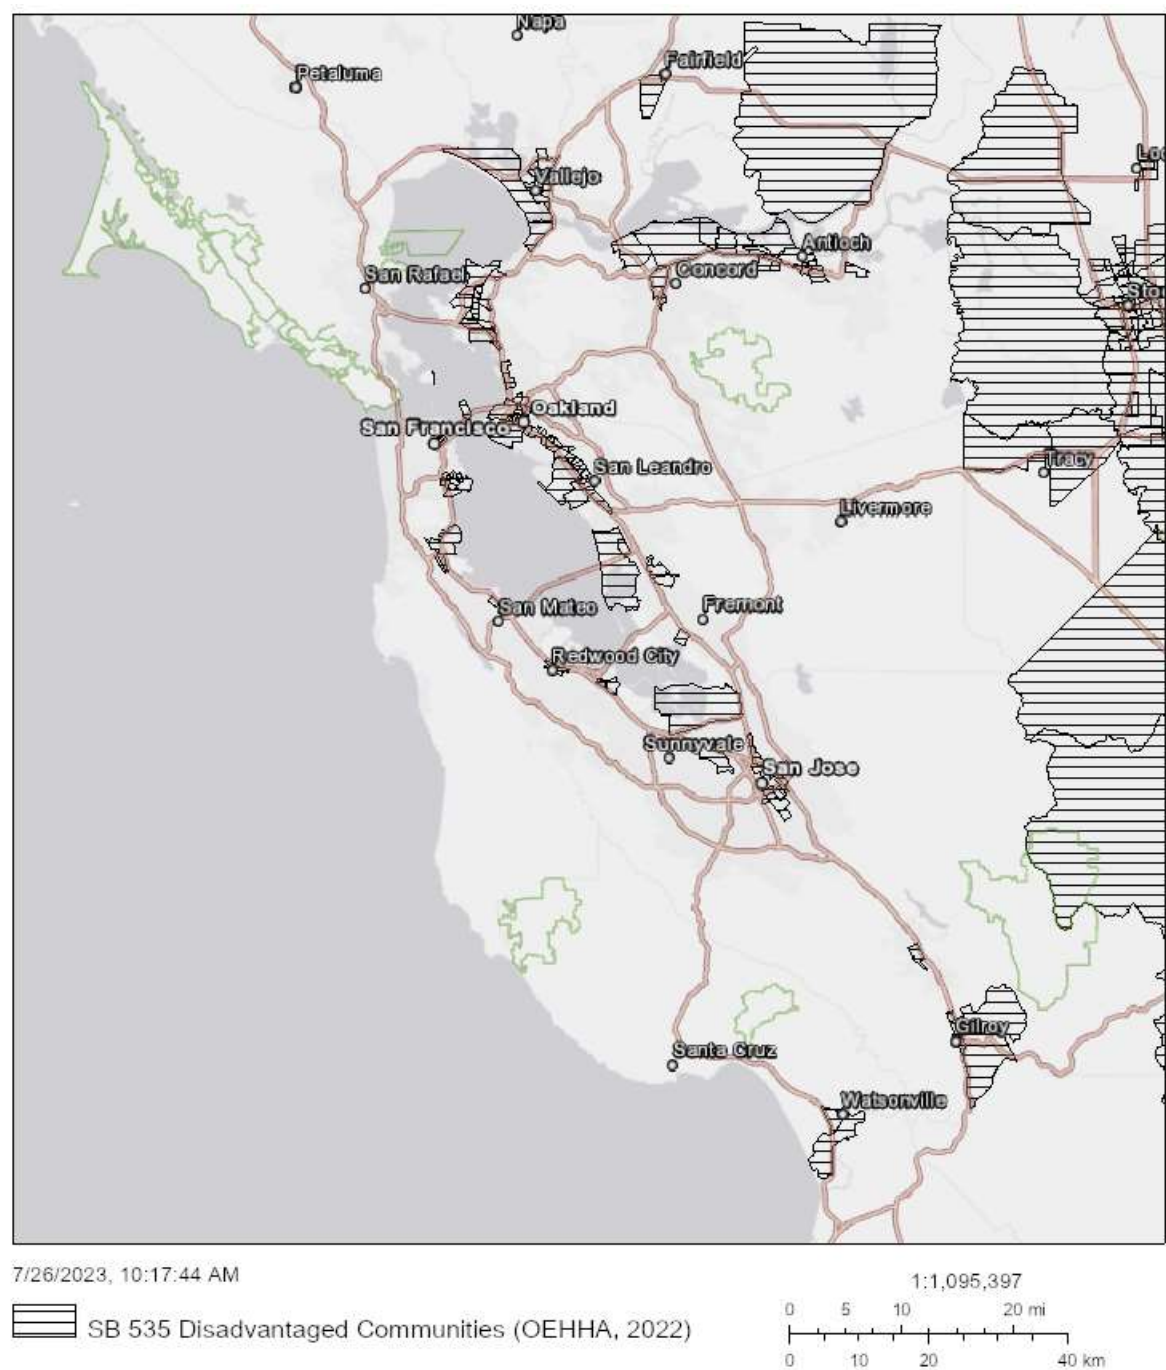 Napa
Petaluma
Fairfield
Vallejo
Antioch
San Rafael
Concord
Oakland
San Francisco
San Leandro
Tracy
Livermore
San Mateo
Fremont
Redwood City
Sunnyvale
San Jose
Gilroy
Santa Cruz
Watsonville
7/26/2023, 10:17:44 AM
1:1,095,397
0 5 10 20 mi
SB 535 Disadvantaged Communities (OEHHA, 2022)
0 10 20 40 km